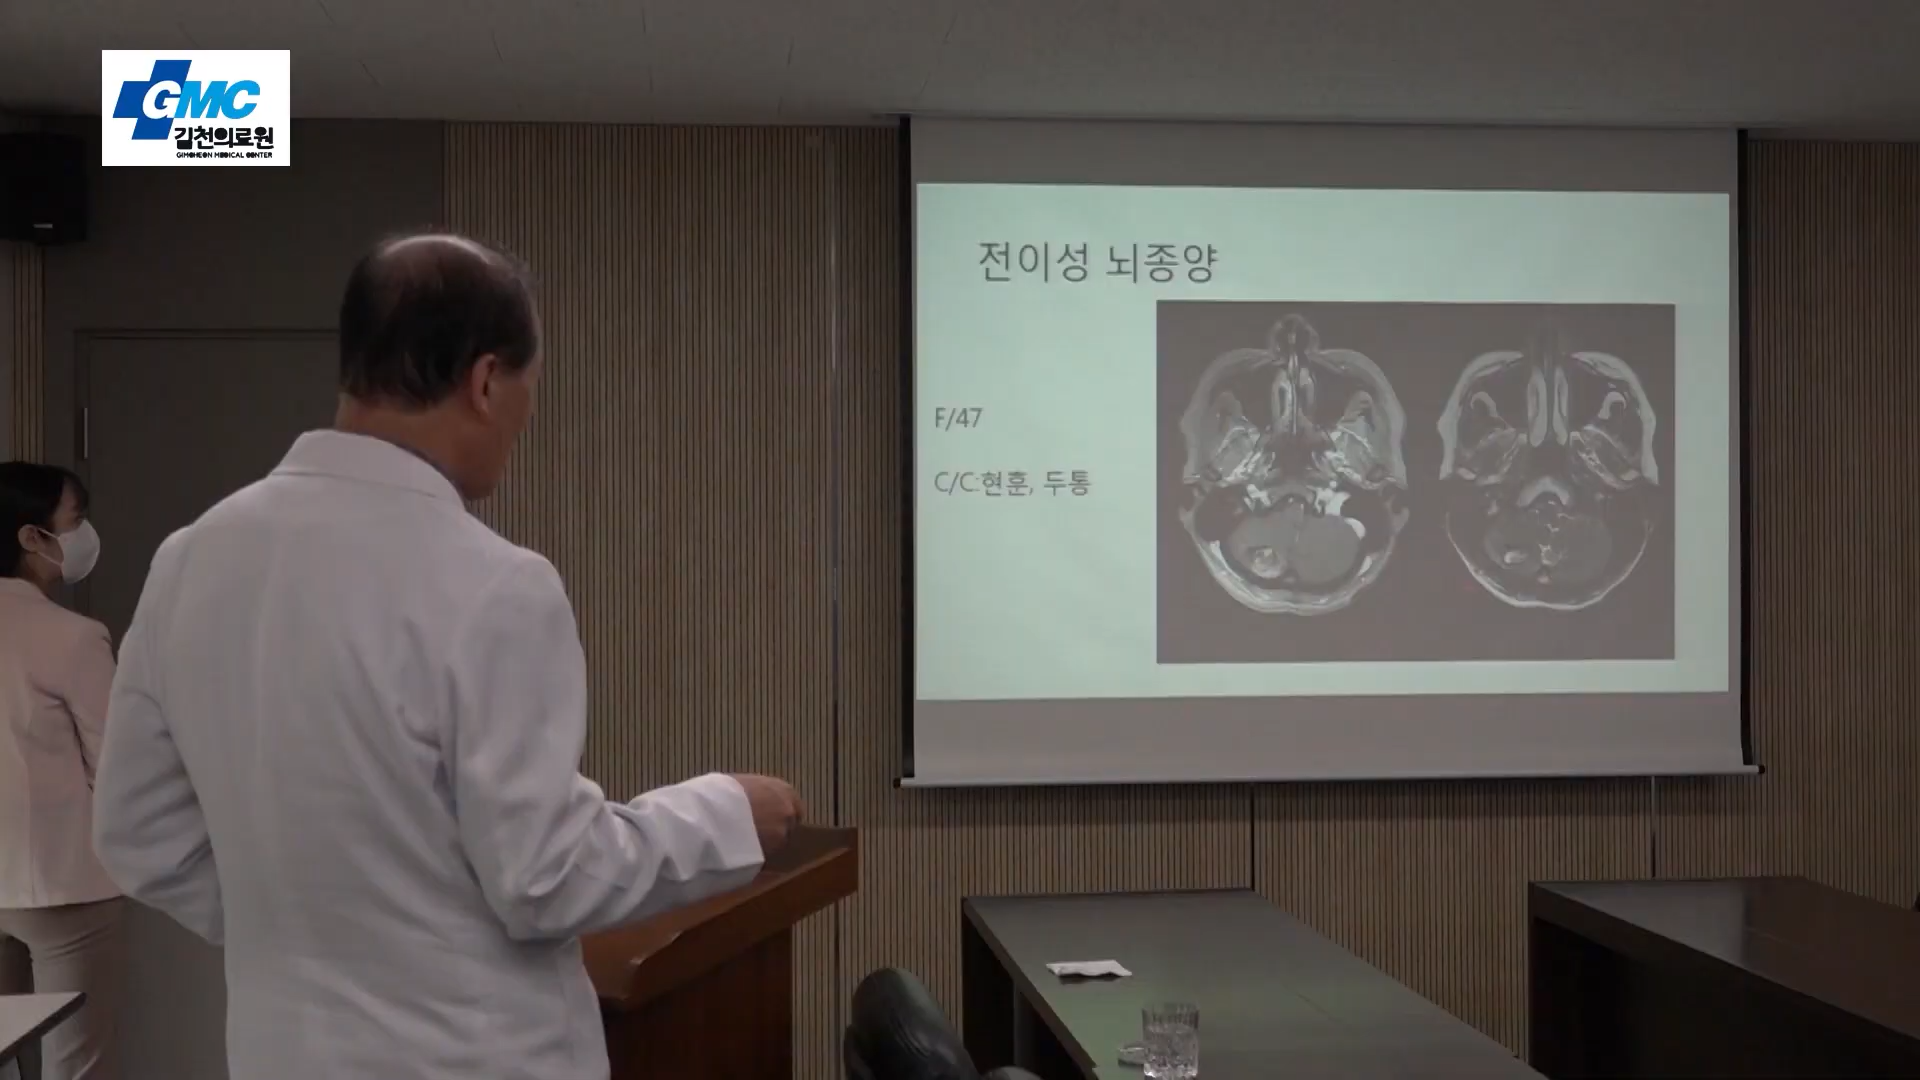 GMC
김천의료원
GIMCHEON MEDICAL CENTER
전이성 뇌종양
F/47
C/C:현훈, 두통